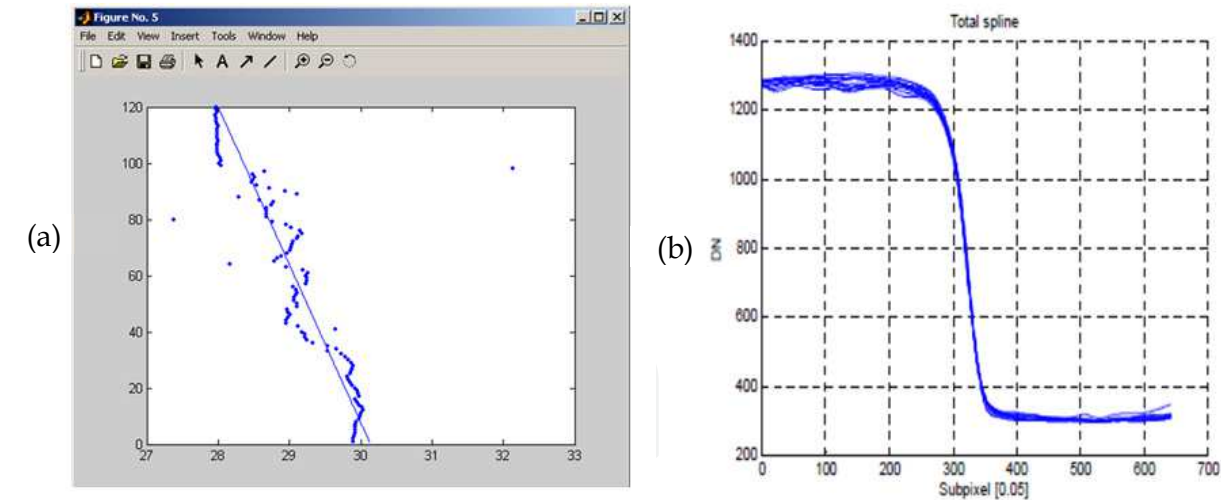 Figure No. 5
File Edit View Insert Tools Window Help
A
(a)
120
100
80
60
40
20
0
27 28 29 30 31 32 33
(b)
Total spline
DN
1400
1200
1000
800
600
400
200
0 100 200 300 400 500 600 700
Subpixel [0.05]